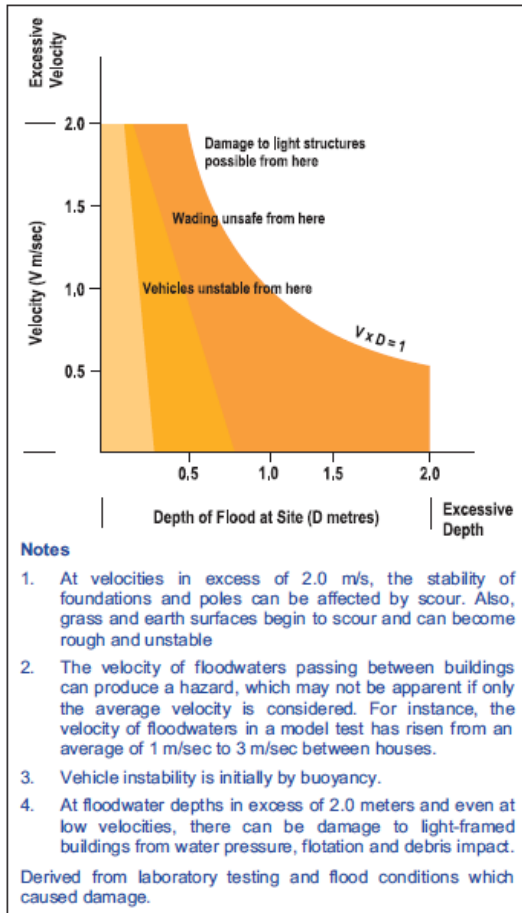 Excessive
Velocity
2.0
Damage to light structures
possible from here
1.5
Wading unsafe from here
Velocity (V m/sec)
1.0
Vehicles unstable from here
V x D = 1
0.5
0.5 1.0 1.5 2.0
Depth of Flood at Site (D metres)
Excessive
Depth
Notes
1. At velocities in excess of 2.0 m/s, the stability of
foundations and poles can be affected by scour. Also,
grass and earth surfaces begin to scour and can become
rough and unstable
2. The velocity of floodwaters passing between buildings
can produce a hazard, which may not be apparent if only
the average velocity is considered. For instance, the
velocity of floodwaters in a model test has risen from an
average of 1 m/sec to 3 m/sec between houses.
3. Vehicle instability is initially by buoyancy.
4. At floodwater depths in excess of 2.0 meters and even at
low velocities, there can be damage to light-framed
buildings from water pressure, flotation and debris impact.
Derived from laboratory testing and flood conditions which
caused damage.